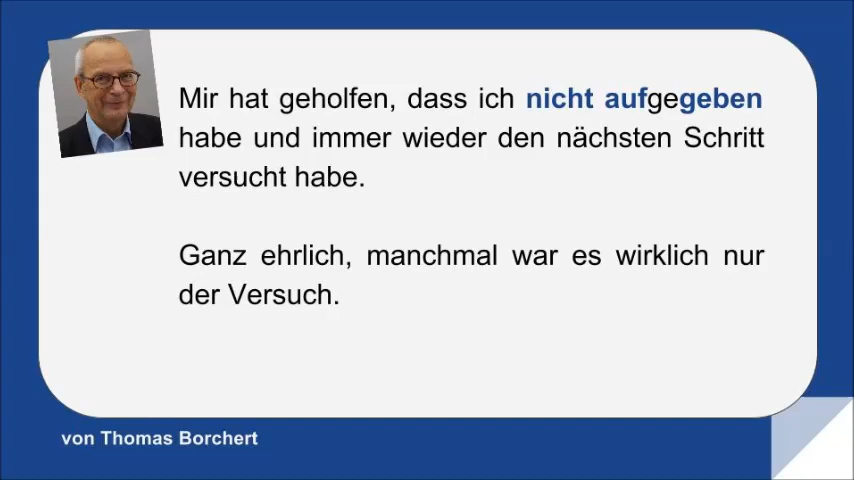 Mir hat geholfen, dass ich nicht aufgegeben
habe und immer wieder den nächsten Schritt
versucht habe.
Ganz ehrlich, manchmal war es wirklich nur
der Versuch.
von Thomas Borchert